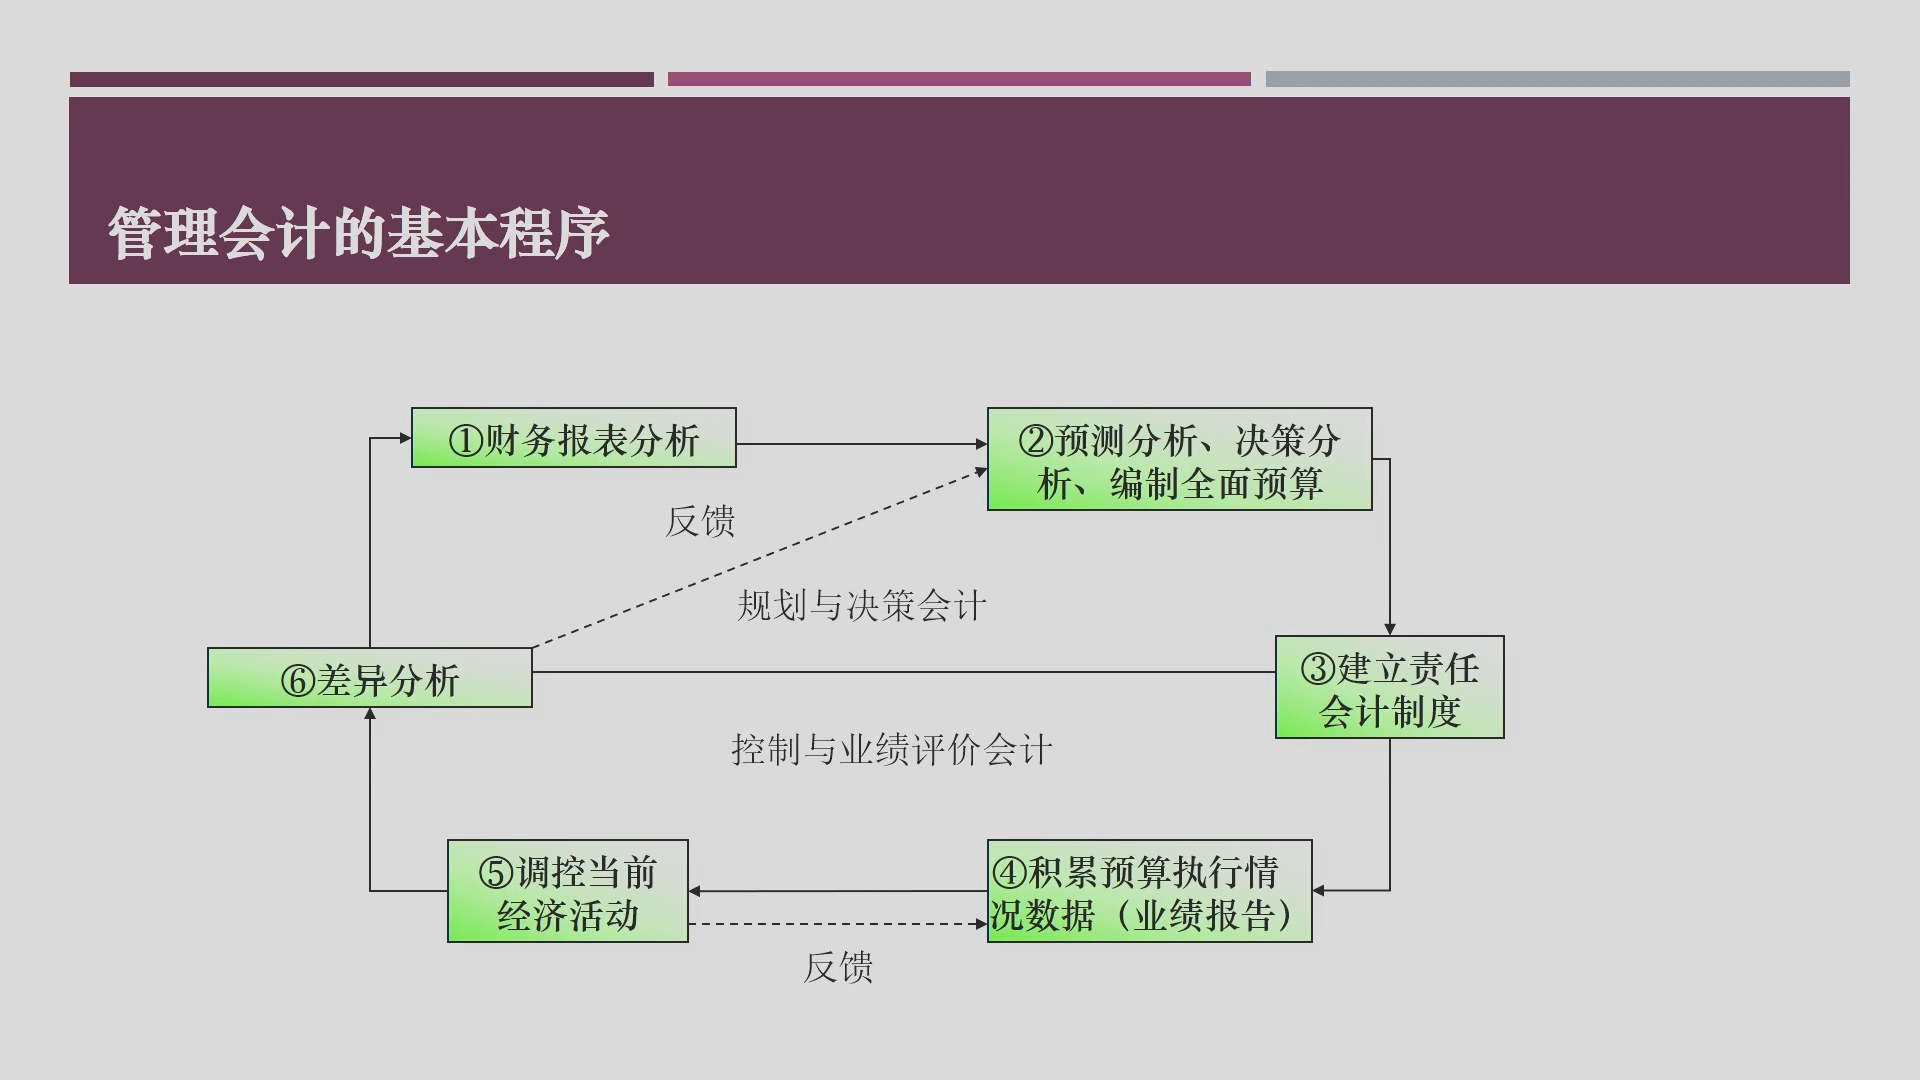 管理会计的基本程序
①财务报表分析
②预测分析、决策分
析、编制全面预算
反馈
规划与决策会计
⑥差异分析
③建立责任
会计制度
控制与业绩评价会计
⑤调控当前
经济活动
④积累预算执行情
况数据（业绩报告）
反馈